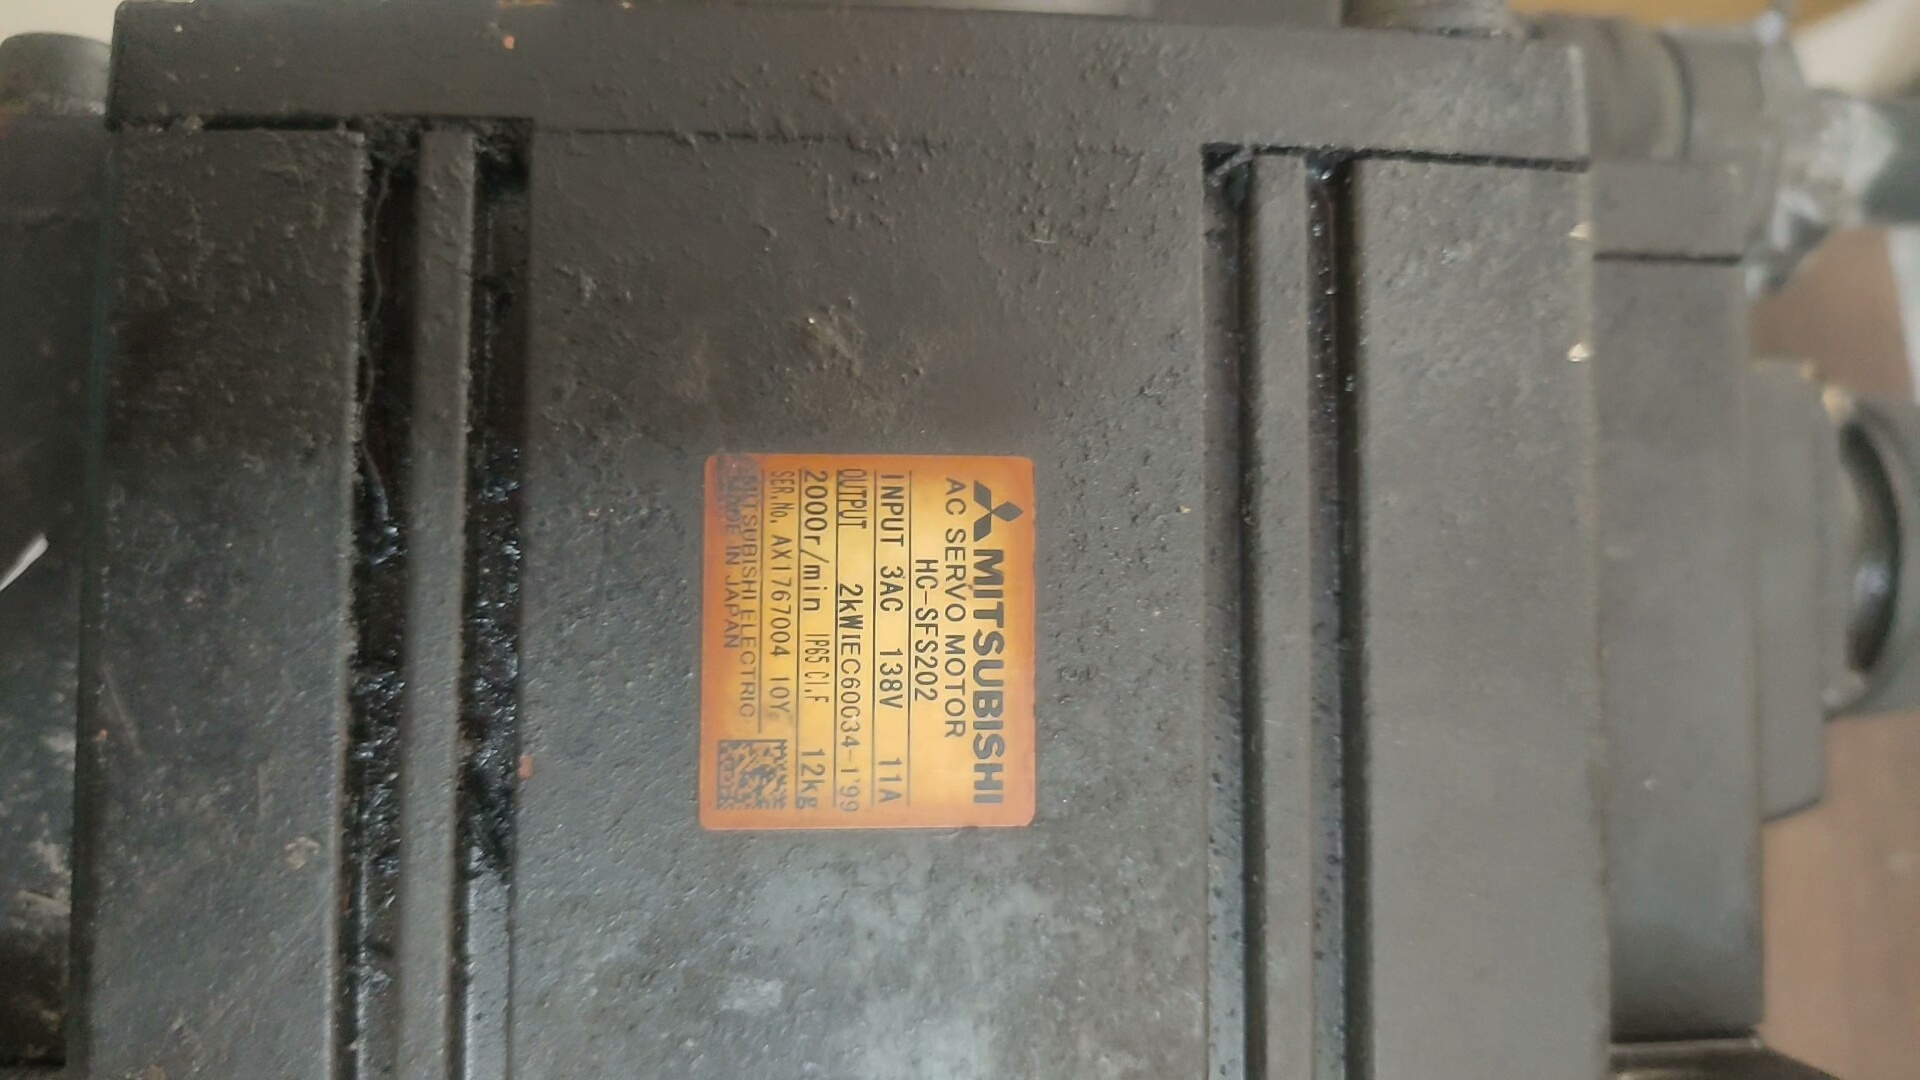 MITSUBISHI
AC SERVO MOTOR
HC-SFS202
INPUT 3AC 138V 11A
OUTPUT 2kW IEC60034-1'99
2000r/min IP65 Cl.F 12kg
SER.No. AX1767004 10Y
MITSUBISHI ELECTRIC
MADE IN JAPAN